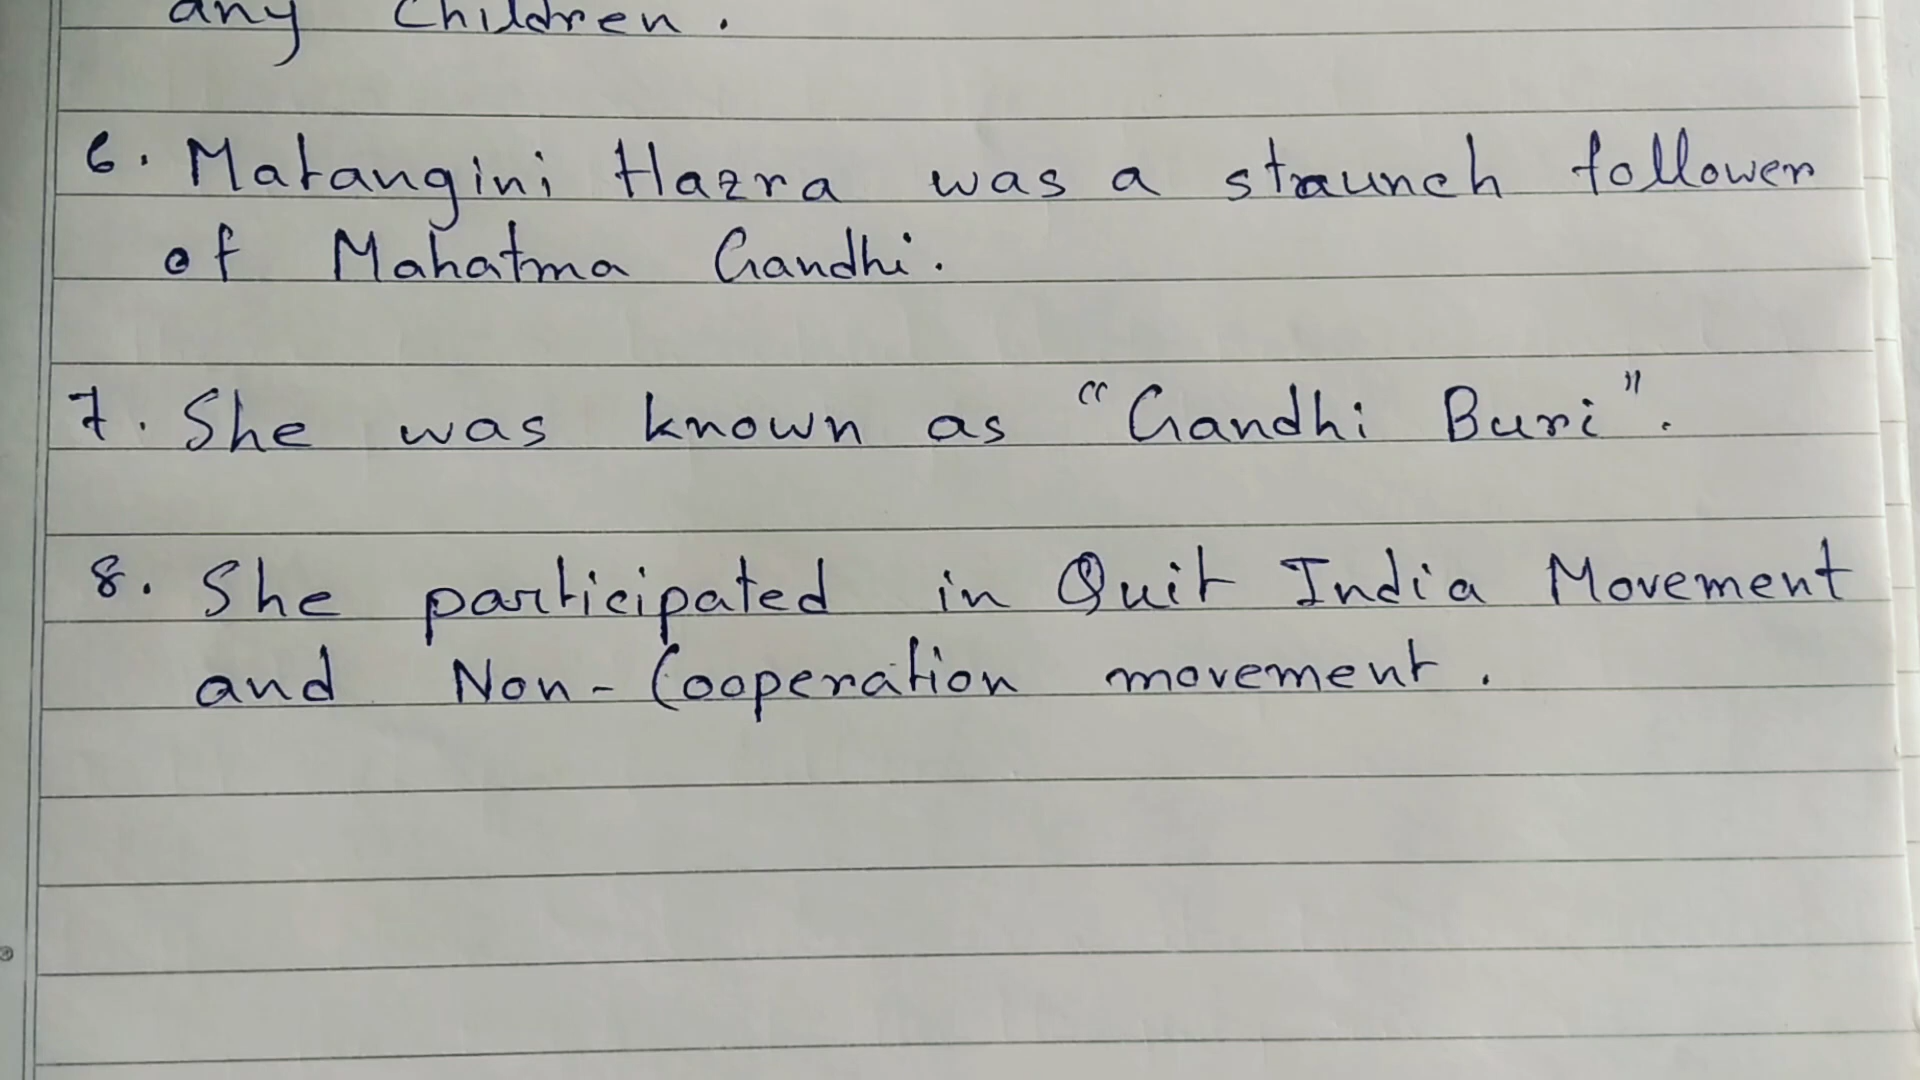 any children.
6. Matangini Hazra was a staunch follower
of Mahatma Gandhi.
7. She was known as "Gandhi Buri".
8. She participated in Quit India Movement
and Non-Cooperation movement.